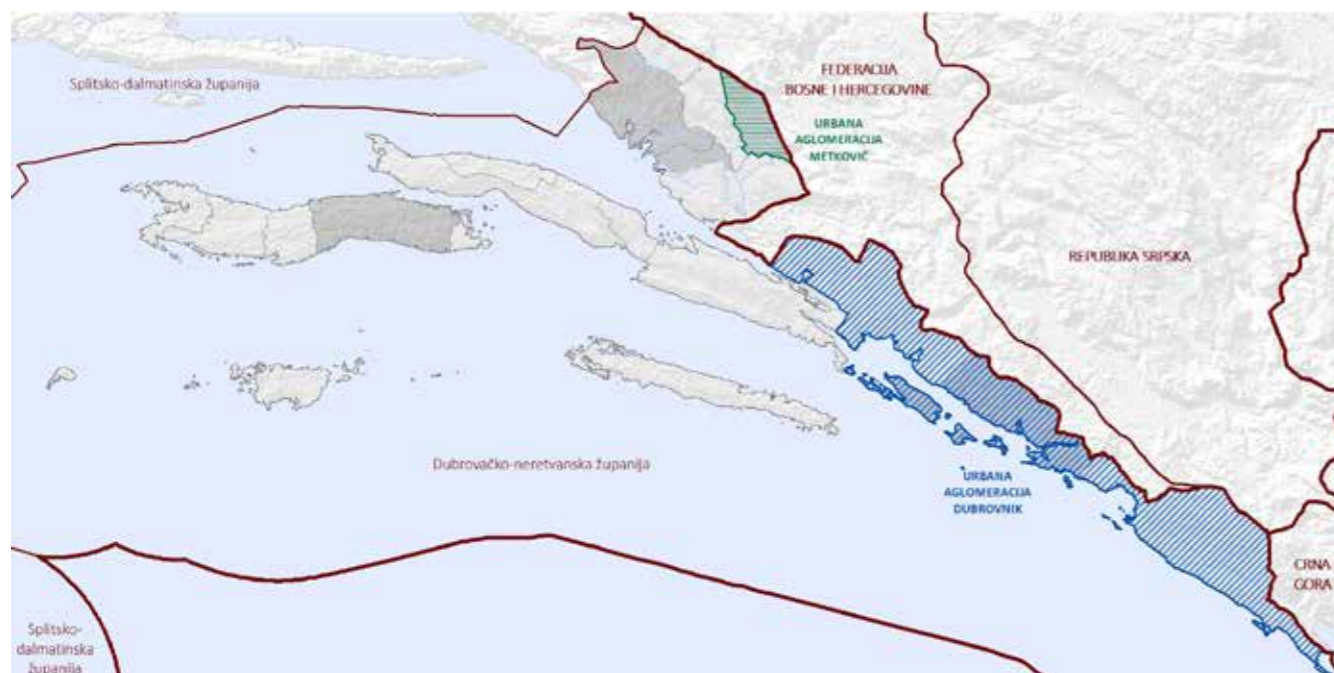 Splitsko-dalmatinska županija
FEDERACIJA
BOSNE I HERCEGOVINE
URBANA
AGLOMERACIJA
METKOVIĆ
REPUBLIKA SRPSKA
Dubrovačko-neretvanska županija
URBANA
AGLOMERACIJA
DUBROVNIK
CRNA
GORA
Splitsko-
dalmatinska
županija